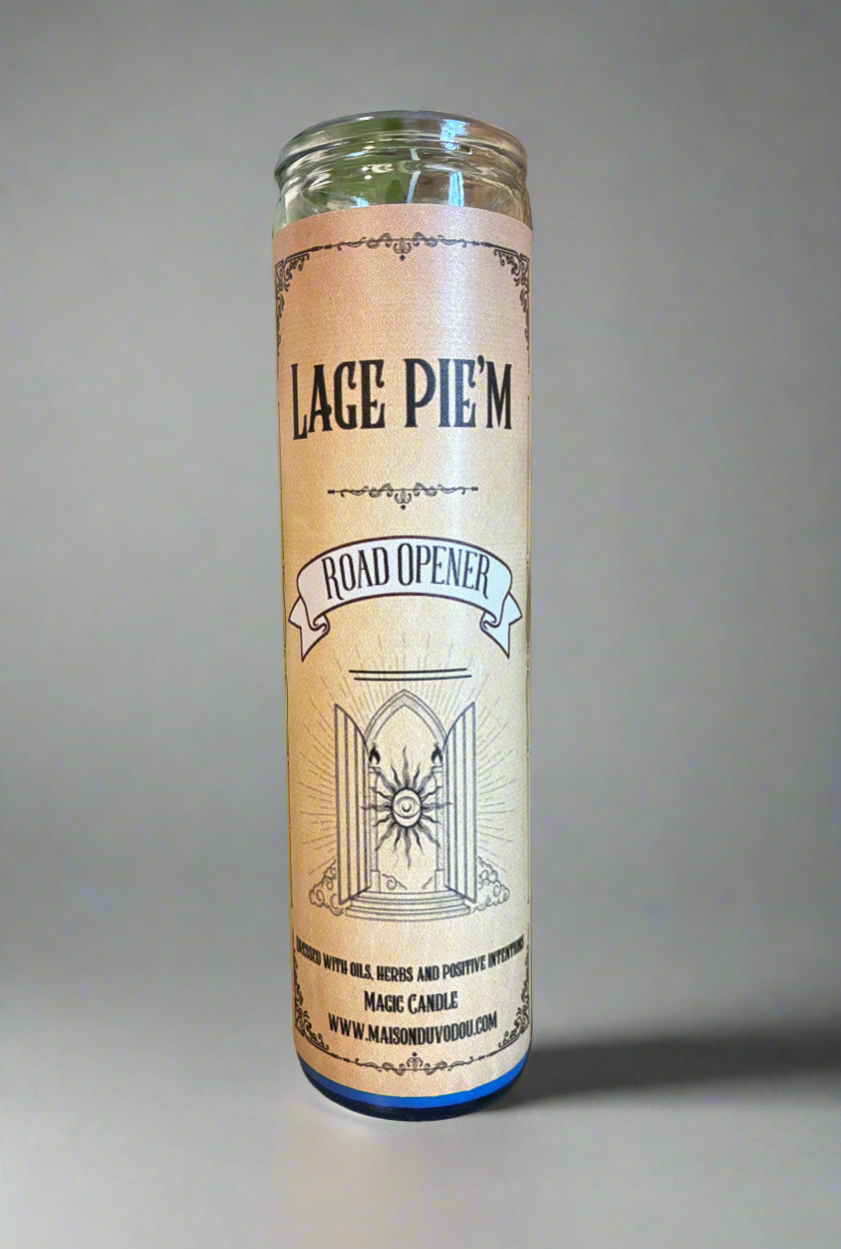 LAGE PIE'M
ROAD OPENER
DRESSED WITH OILS, HERBS AND POSITIVE INTENTIONS
MAGIC CANDLE
WWW.MAISONDUVODOU.COM